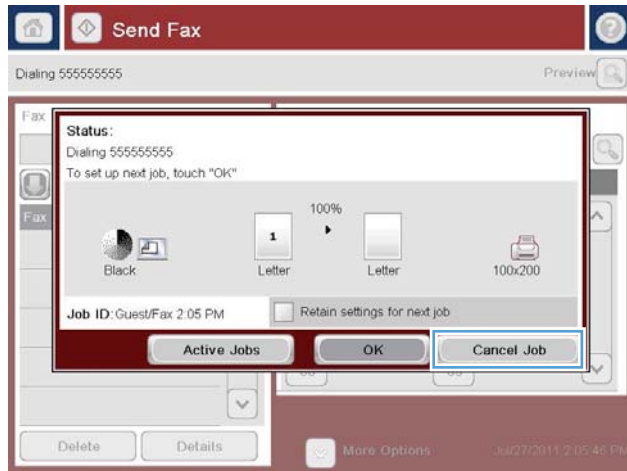 Send Fax
Dialing 555555555
Preview
Fax
Status:
Dialing 555555555
To set up next job, touch "OK"
100%
1
Black
Letter
Letter
100x200
Fax
Job ID: Guest/Fax 2:05 PM
Retain settings for next job
Active Jobs
OK
Cancel Job
Delete
Details
More Options
Jul/27/2011 2:05:46 PM